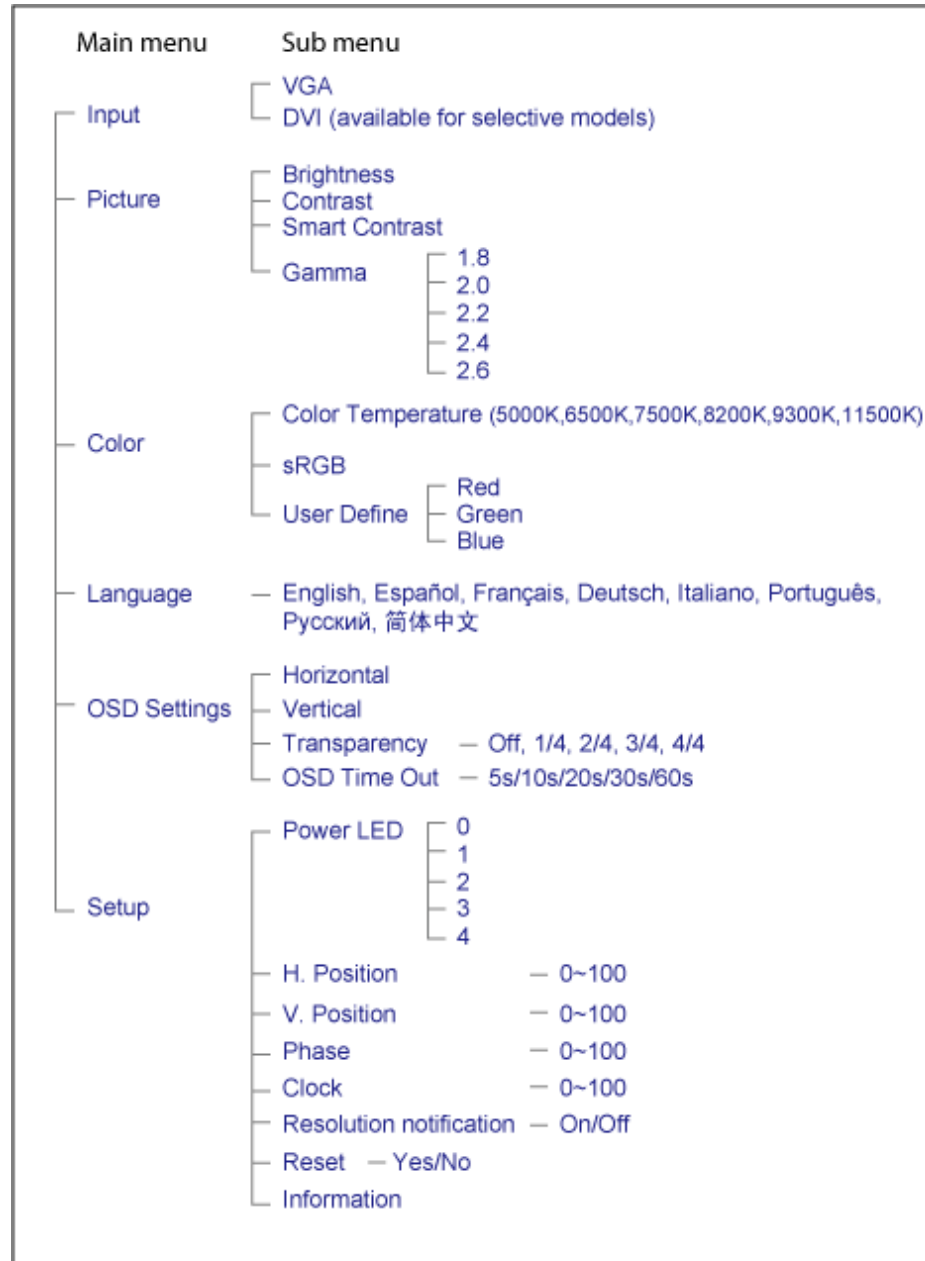 Main menu Sub menu
VGA
Input
DVI (available for selective models)
Brightness
Picture
Contrast
Smart Contrast
1.8
Gamma
2.0
2.2
2.4
2.6
Color Temperature (5000K,6500K,7500K,8200K,9300K,11500K)
Color
sRGB
Red
User Define
Green
Blue
Language
English, Español, Français, Deutsch, Italiano, Português,
Русский, 简体中文
Horizontal
OSD Settings
Vertical
Transparency Off, 1/4, 2/4, 3/4, 4/4
OSD Time Out 5s/10s/20s/30s/60s
Power LED
0
1
2
Setup
3
4
H. Position 0~100
V. Position 0~100
Phase 0~100
Clock 0~100
Resolution notification On/Off
Reset Yes/No
Information